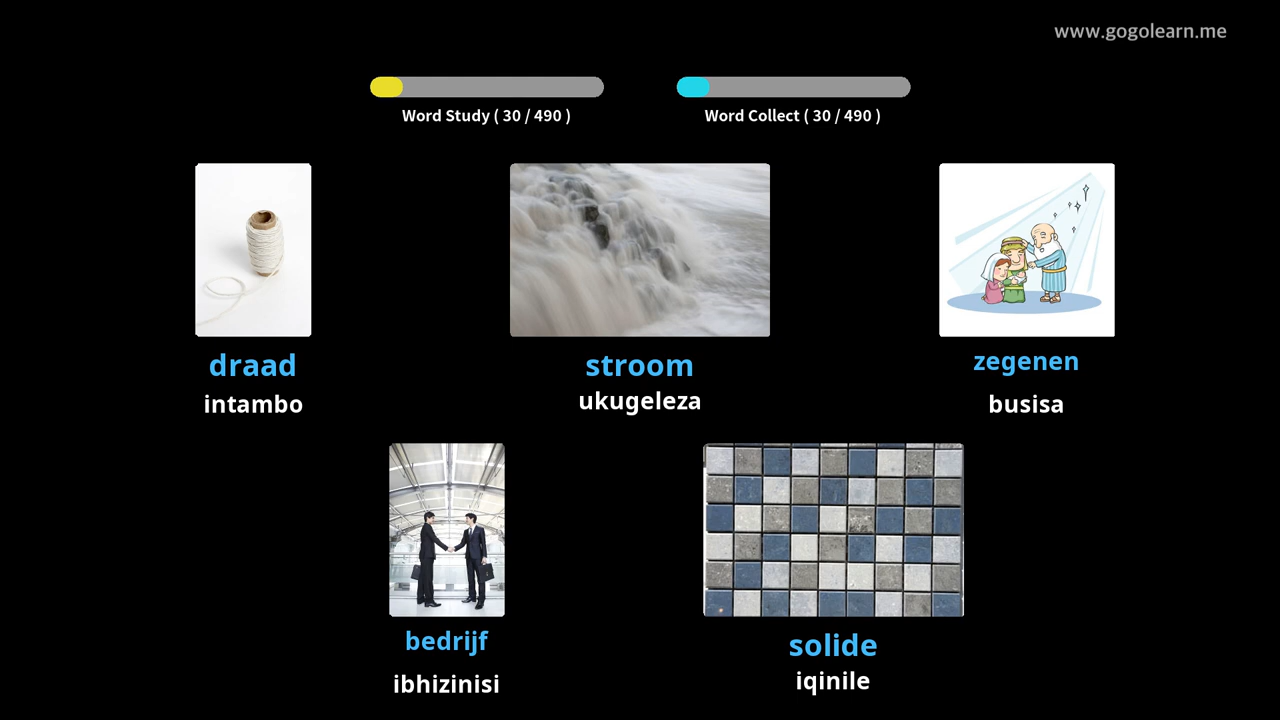 www.gogolearn.me
Word Study ( 30 / 490 )
Word Collect ( 30 / 490 )
draad
intambo
stroom
ukugeleza
zegenen
busisa
bedrijf
ibhizinisi
solide
iqinile